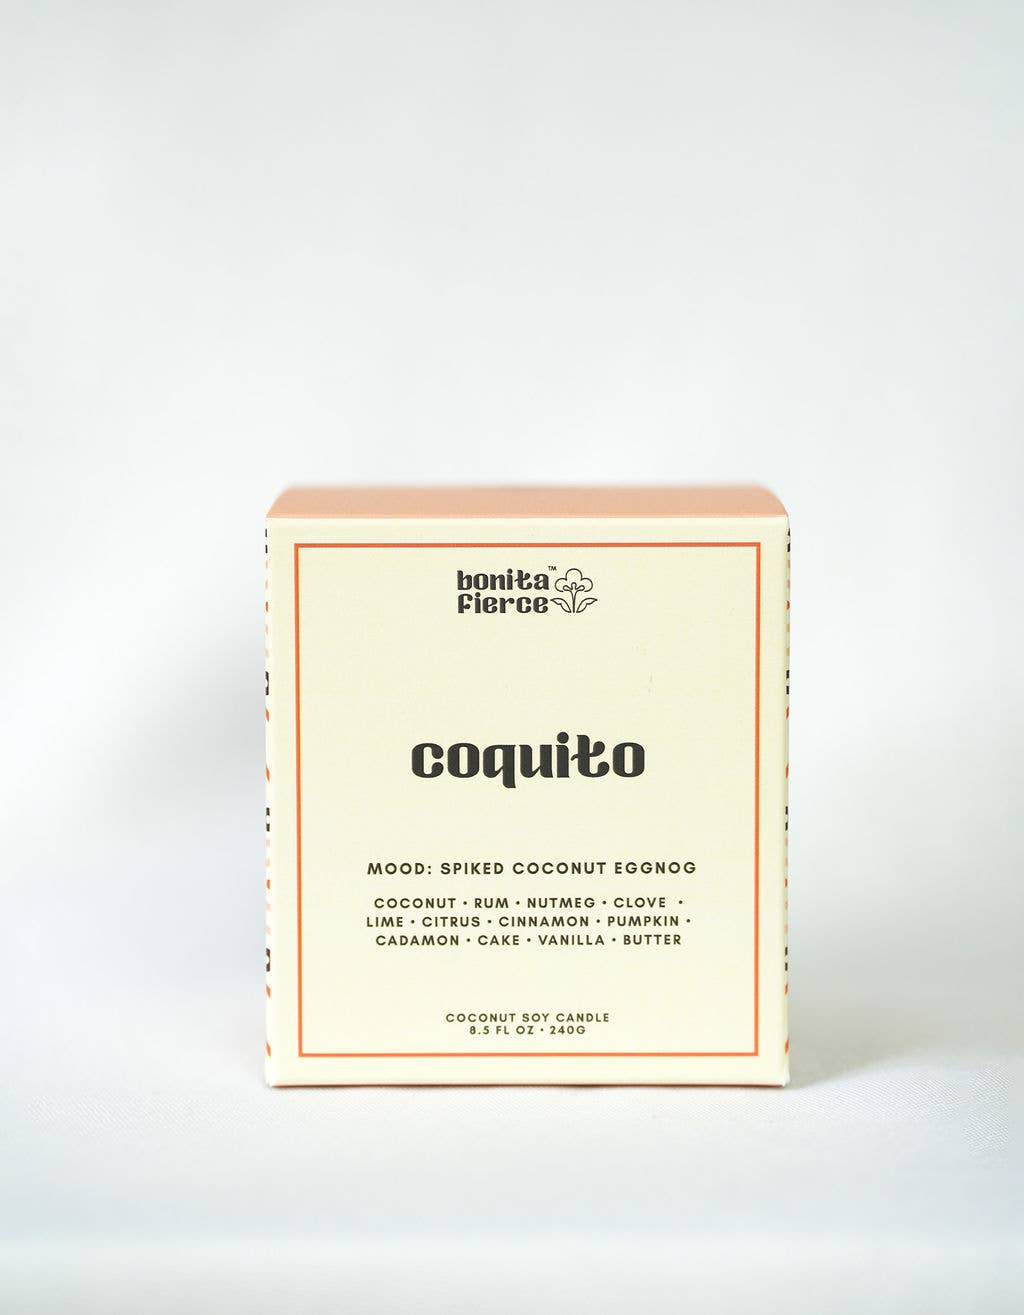 bonita™
fierce
coquito
MOOD: SPIKED COCONUT EGGNOG
COCONUT • RUM • NUTMEG • CLOVE •
LIME • CITRUS • CINNAMON • PUMPKIN •
CADAMON • CAKE • VANILLA • BUTTER
COCONUT SOY CANDLE
8.5 FL OZ • 240G